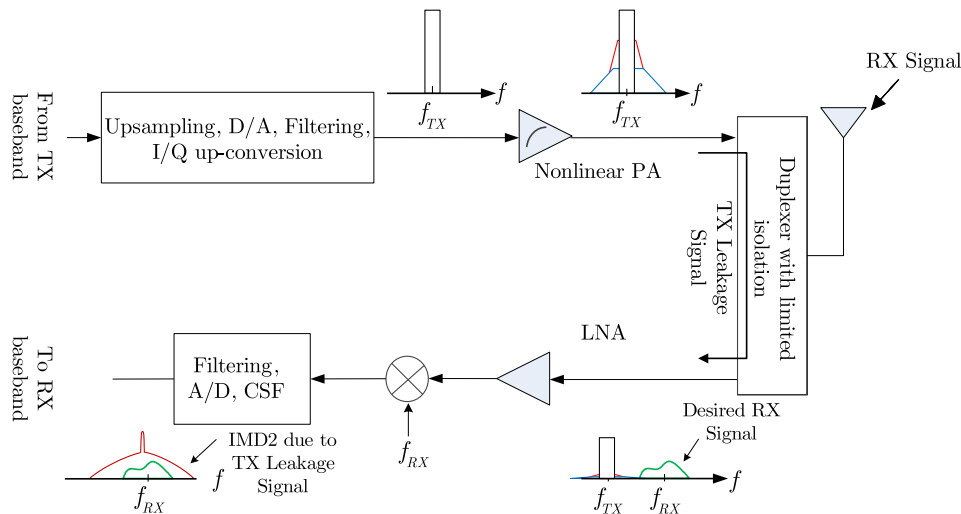 From TX
baseband
Upsampling, D/A, Filtering,
I/Q up-conversion
f_TX
f
Nonlinear PA
f_TX
f
RX Signal
Duplexer with limited
isolation
TX Leakage
Signal
LNA
To RX
baseband
Filtering,
A/D, CSF
f_RX
Desired RX
Signal
IMD2 due to
TX Leakage
Signal
f_RX
f
f_TX
f_RX
f